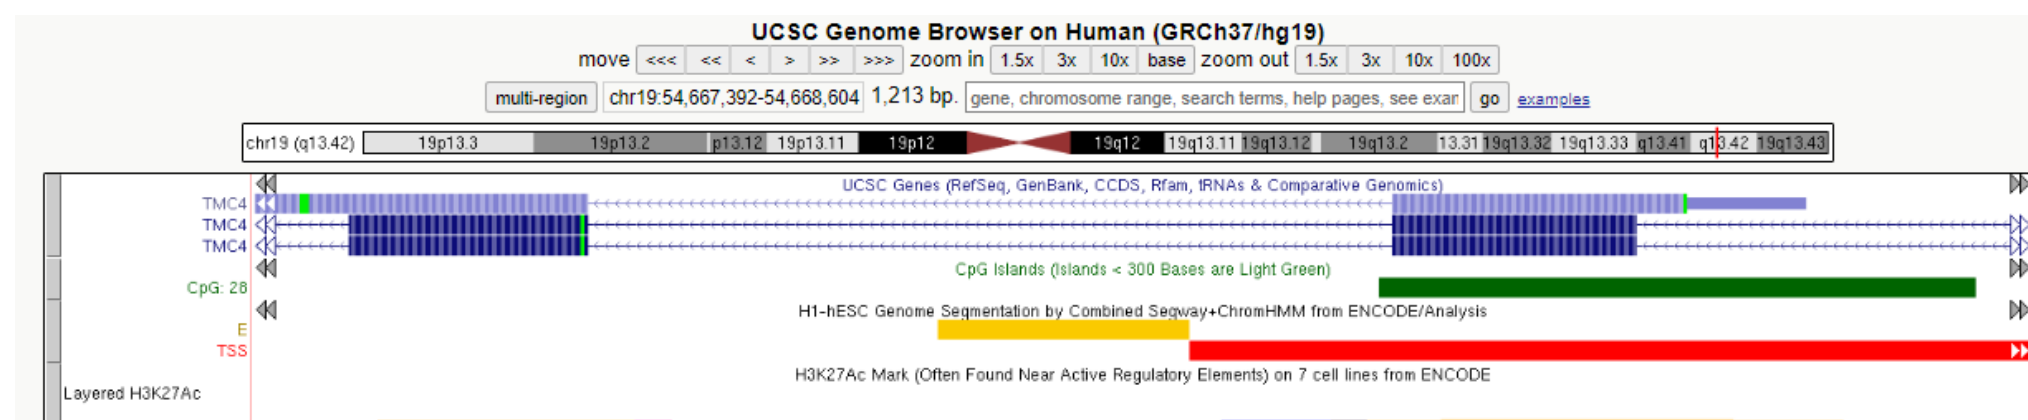 UCSC Genome Browser on Human (GRCh37/hg19)
move <<< << < > >> >>> zoom in 1.5x 3x 10x base zoom out 1.5x 3x 10x 100x
multi-region chr19:54,667,392-54,668,604 1,213 bp. gene, chromosome range, search terms, help pages, see exar go examples
chr19 (q13.42) 19p13.3 19p13.2 p13.12 19p13.11 19p12 19q12 19q13.11 19q13.12 19q13.2 13.31 19q13.32 19q13.33 q13.41 q13.42 19q13.43
UCSC Genes (RefSeq, GenBank, CCDS, Rfam, tRNAs & Comparative Genomics)
TMC4
TMC4
TMC4
CpG Islands (Islands < 300 Bases are Light Green)
CpG: 28
H1-hESC Genome Segmentation by Combined Segway+ChromHMM from ENCODE/Analysis
E
TSS
H3K27Ac Mark (Often Found Near Active Regulatory Elements) on 7 cell lines from ENCODE
Layered H3K27Ac